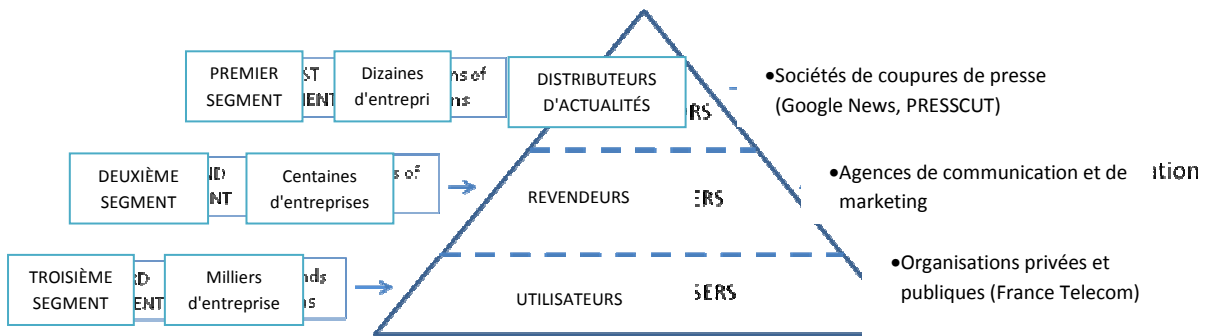 PREMIER
SEGMENT
Dizaines
d'entrepri
DISTRIBUTEURS
D'ACTUALITÉS
•Sociétés de coupures de presse
(Google News, PRESSCUT)
DEUXIÈME
SEGMENT
Centaines
d'entreprises
REVENDEURS
•Agences de communication et de
marketing
TROISIÈME
SEGMENT
Milliers
d'entreprise
UTILISATEURS
•Organisations privées et
publiques (France Telecom)